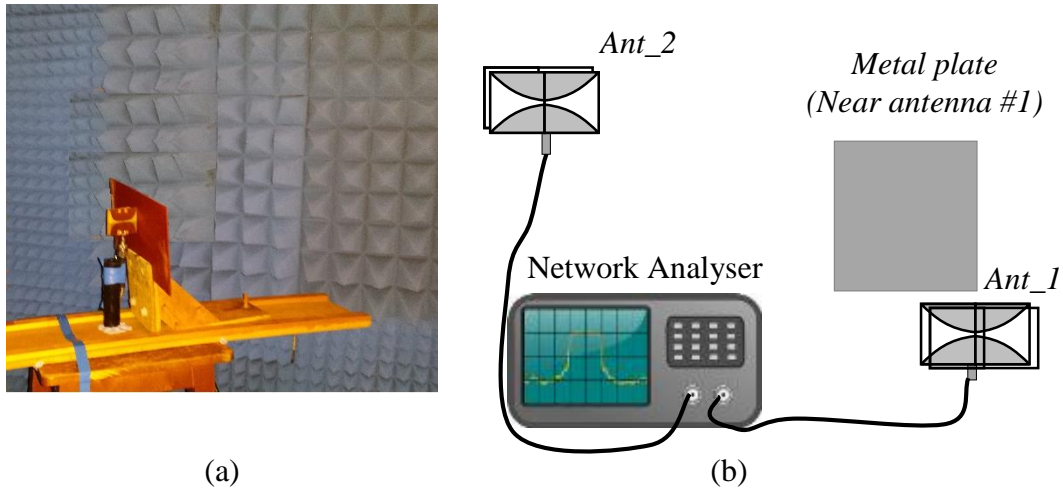 Ant_2
Metal plate
(Near antenna #1)
Network Analyser
Ant_1
(a)
(b)